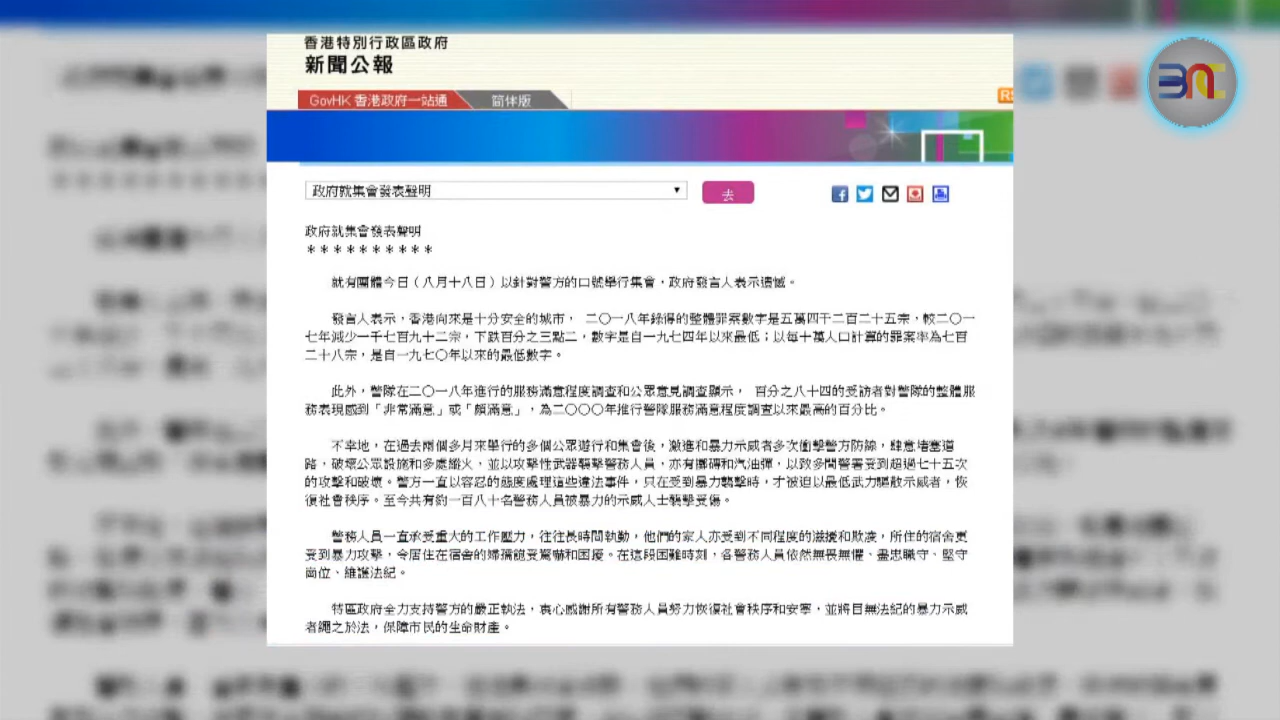 香港特別行政區政府
新聞公報
GovHK 香港政府一站通
簡体版
RS
政府就集會發表聲明
去
政府就集會發表聲明
**********
就有團體今日(八月十八日)以針對警方的口號舉行集會,政府發言人表示遺憾。
發言人表示,香港向來是十分安全的城市, 二〇一八年錄得的整體罪案數字是五萬四千二百二十五宗,較二〇一
七年減少一千七百九十二宗,下跌百分之三點二,數字是自一九七四年以來最低;以每十萬人口計算的罪案率為七百
二十八宗,是自一九七〇年以來的最低數字。
此外,警隊在二〇一八年進行的服務滿意程度調查和公眾意見調查顯示, 百分之八十四的受訪者對警隊的整體服
務表現感到「非常滿意」或「頗滿意」,為二〇〇〇年推行警隊服務滿意程度調查以來最高的百分比。
不幸地,在過去兩個多月來舉行的多個公眾遊行和集會後,激進和暴力示威者多次衝擊警方防線,肆意堵塞道
路,破壞公眾設施和多處縱火,並以攻擊性武器襲擊警務人員,亦有擲磚和汽油彈,以致多間警署受到超過七十五次
的攻擊和破壞。警方一直以容忍的態度處理這些違法事件,只在受到暴力襲擊時,才被迫以最低武力驅散示威者,恢
復社會秩序。至今共有約一百八十名警務人員被暴力的示威人士襲擊受傷。
警務人員一直承受重大的工作壓力,往往長時間執勤,他們的家人亦受到不同程度的滋擾和欺凌,所住的宿舍更
受到暴力攻擊,令居住在宿舍的婦孺飽受驚嚇和困擾。在這段困難時刻,各警務人員依然無畏無懼、盡忠職守、堅守
崗位、維護法紀。
特區政府全力支持警方的嚴正執法,衷心感謝所有警務人員努力恢復社會秩序和安寧,並將目無法紀的暴力示威
者繩之於法,保障市民的生命財產。